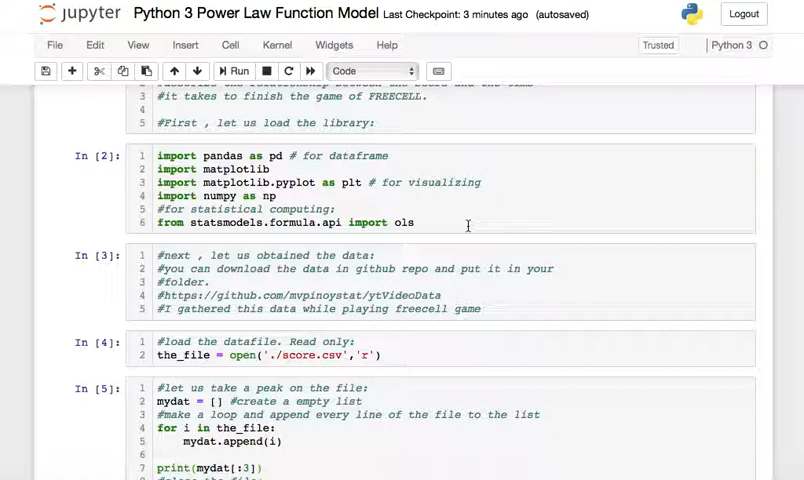 jupyter Python 3 Power Law Function Model Last Checkpoint: 3 minutes ago (autosaved) Logout
File Edit View Insert Cell Kernel Widgets Help Trusted Python 3
Run Code
3 #it takes to finish the game of FREECELL.
4
5 #First , let us load the library:
In [2]: 1 import pandas as pd # for dataframe
2 import matplotlib
3 import matplotlib.pyplot as plt # for visualizing
4 import numpy as np
5 #for statistical computing:
6 from statsmodels.formula.api import ols
In [3]: 1 #next , let us obtained the data:
2 #you can download the data in github repo and put it in your
3 #folder.
4 #https://github.com/mvpinoystat/ytVideoData
5 #I gathered this data while playing freecell game
In [4]: 1 #load the datafile. Read only:
2 the_file = open('./score.csv','r')
In [5]: 1 #let us take a peak on the file:
2 mydat = [] #create a empty list
3 #make a loop and append every line of the file to the list
4 for i in the_file:
5 mydat.append(i)
6
7 print(mydat[:3])